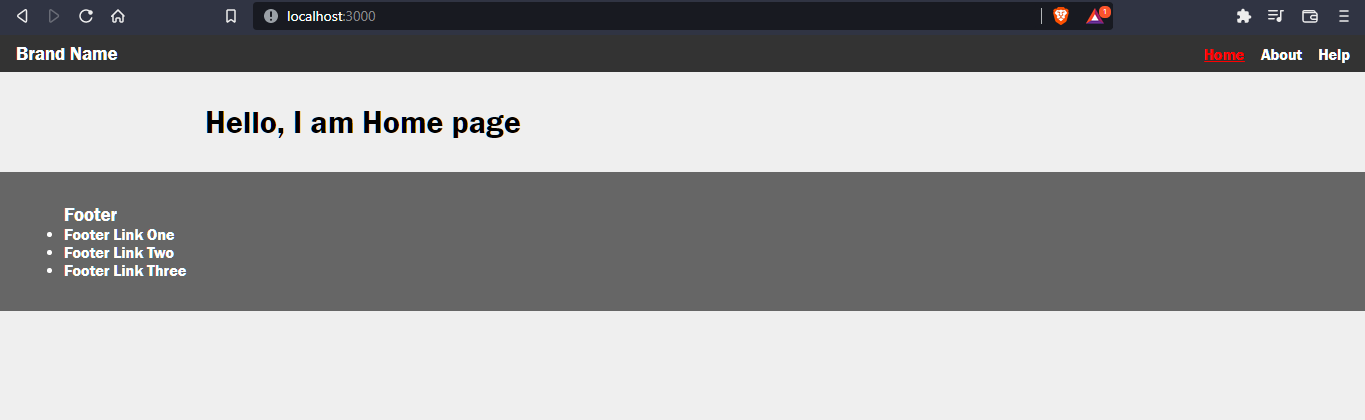 localhost:3000
1
Brand Name
Home About Help
Hello, I am Home page
Footer
Footer Link One
Footer Link Two
Footer Link Three